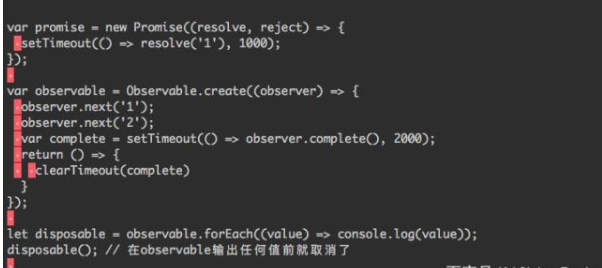 var promise = new Promise((resolve, reject) => {
setTimeout(() => resolve('1'), 1000);
});
var observable = Observable.create((observer) => {
observer.next('1');
observer.next('2');
var complete = setTimeout(() => observer.complete(), 2000);
return () => {
clearTimeout(complete)
}
});
let disposable = observable.forEach((value) => console.log(value));
disposable(); // 在observable输出任何值前就取消了